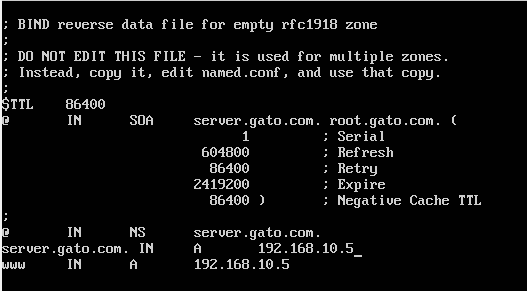 ; BIND reverse data file for empty rfc1918 zone
;
; DO NOT EDIT THIS FILE - it is used for multiple zones.
; Instead, copy it, edit named.conf, and use that copy.
;
$TTL    86400
@       IN      SOA     server.gato.com. root.gato.com. (
                              1         ; Serial
                         604800         ; Refresh
                          86400         ; Retry
                        2419200         ; Expire
                          86400 )       ; Negative Cache TTL
;
@       IN      NS      server.gato.com.
server.gato.com. IN     A       192.168.10.5_
www     IN      A       192.168.10.5